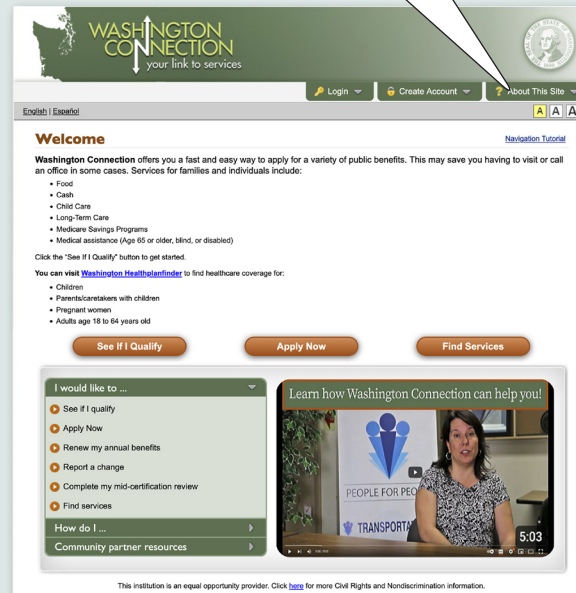 WASHINGTON
CONNECTION
your link to services
Login
Create Account
? About This Site
English | Español
A A A
Welcome
Navigation Tutorial
Washington Connection offers you a fast and easy way to apply for a variety of public benefits. This may save you having to visit or call
an office in some cases. Services for families and individuals include:
• Food
• Cash
• Child Care
• Long-Term Care
• Medicare Savings Programs
• Medical assistance (Age 65 or older, blind, or disabled)
Click the "See If I Qualify" button to get started.
You can visit Washington Healthplanfinder to find healthcare coverage for:
• Children
• Parents/caretakers with children
• Pregnant women
• Adults age 18 to 64 years old
See If I Qualify
Apply Now
Find Services
I would like to ...
See if I qualify
Apply Now
Renew my annual benefits
Report a change
Complete my mid-certification review
Find services
How do I ...
Community partner resources
Learn how Washington Connection can help you!
PEOPLE FOR PEO
TRANSPORTA
5:03
This institution is an equal opportunity provider. Click here for more Civil Rights and Nondiscrimination information.